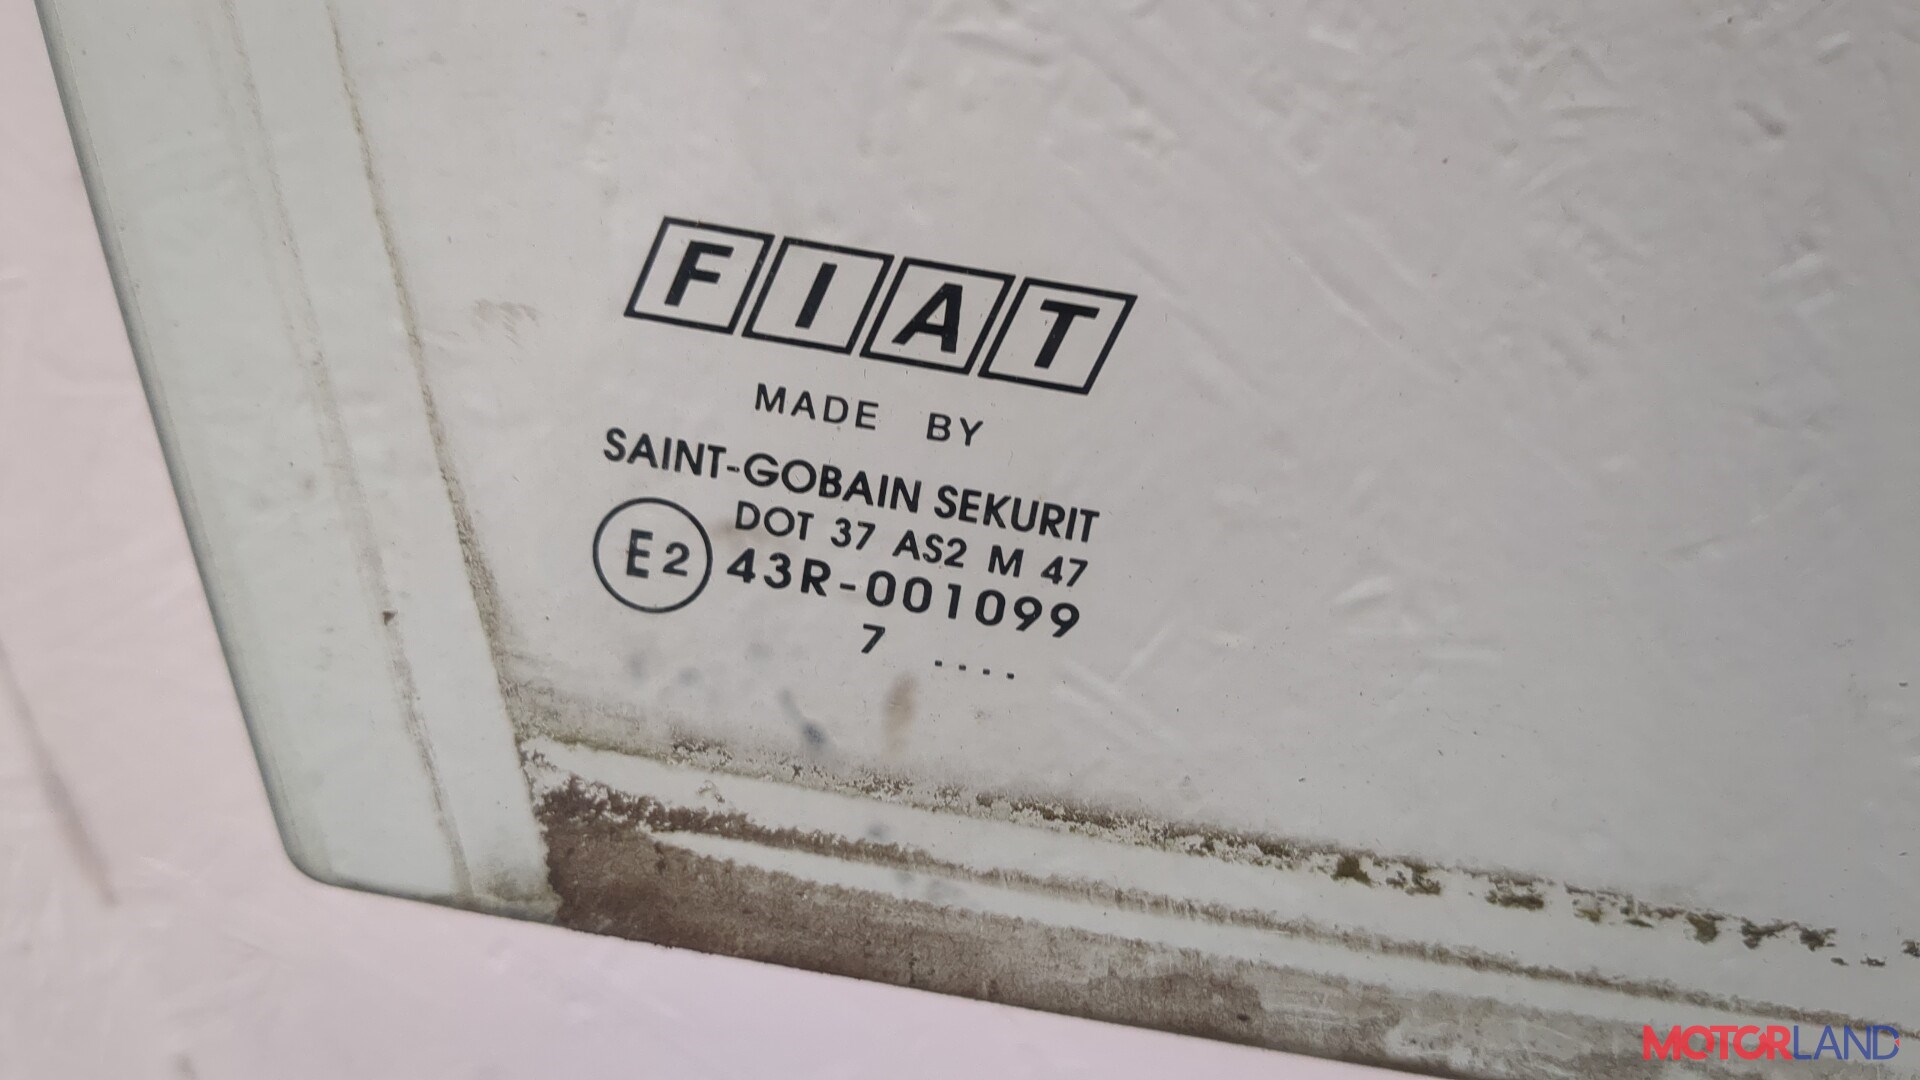 FIAT
MADE BY
SAINT-GOBAIN SEKURIT
DOT 37 AS2 M 47
E2 43R-001099
7 ....
MOTORLAND